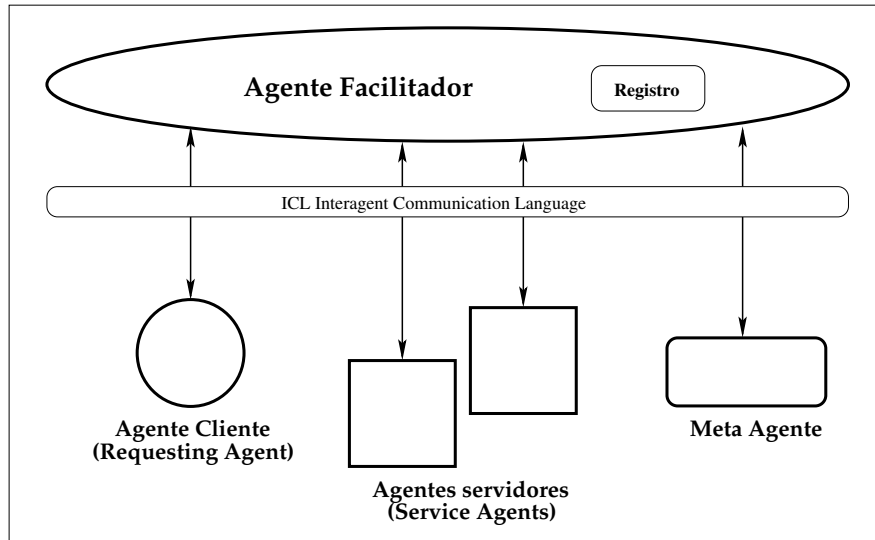 Agente Facilitador
Registro
ICL Interagent Communication Language
Agente Cliente
(Requesting Agent)
Meta Agente
Agentes servidores
(Service Agents)